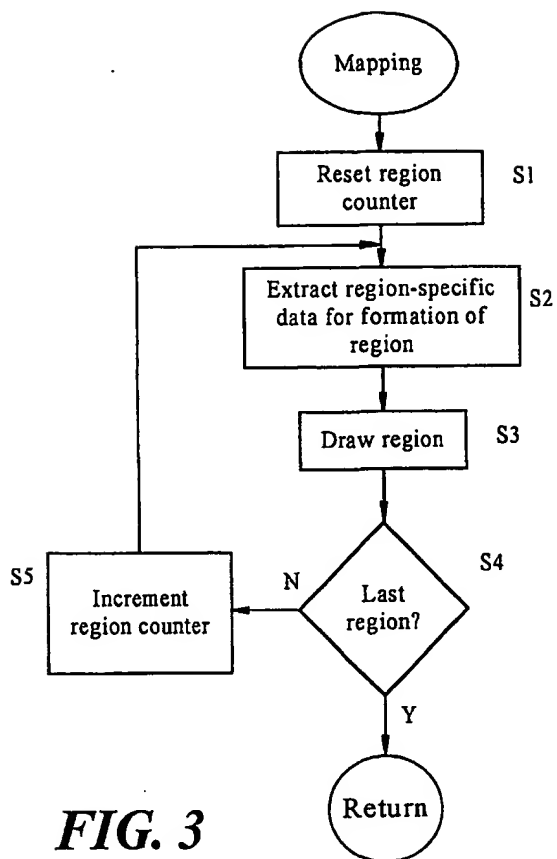 Mapping
Reset region
counter
S1
Extract region-specific
data for formation of
region
S2
Draw region
S3
Last
region?
S4
N
Increment
region counter
S5
Y
Return
FIG. 3